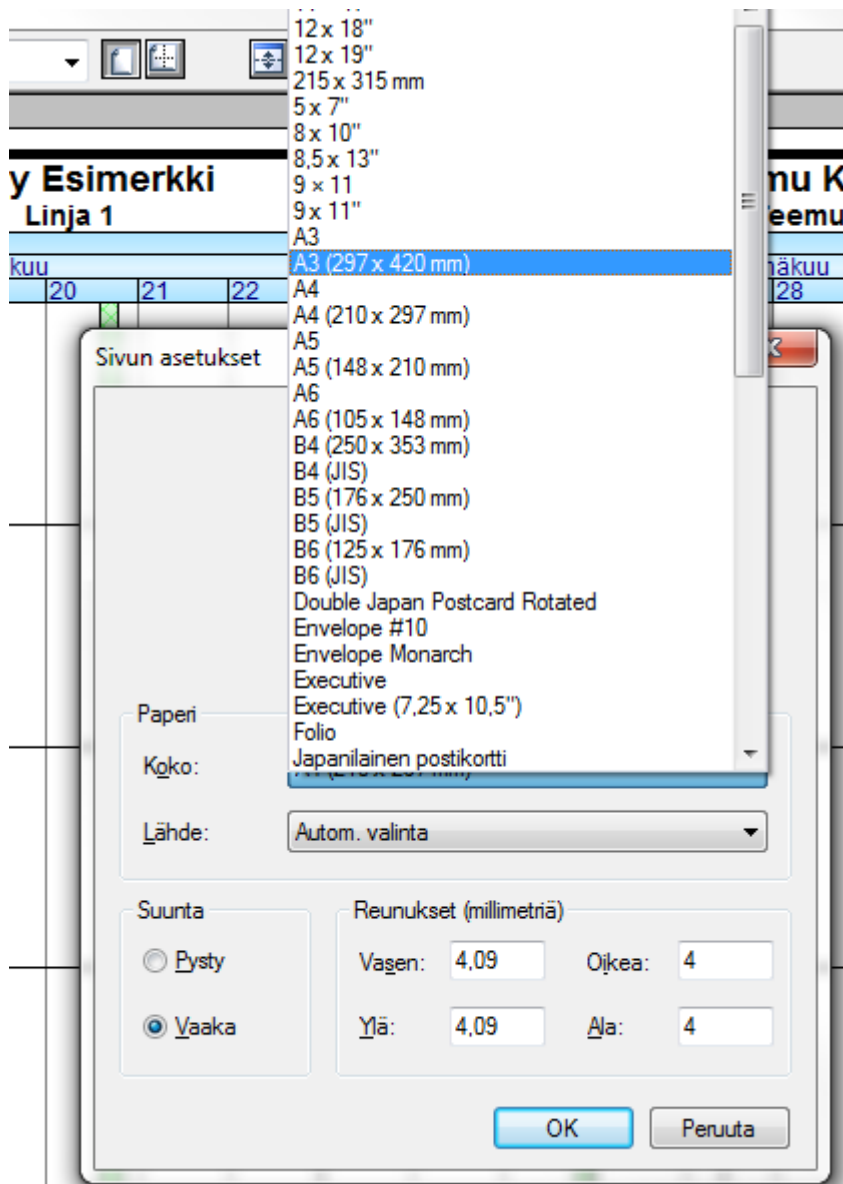 12 x 18"
12 x 19"
215 x 315 mm
5 x 7"
8 x 10"
8,5 x 13"
9 × 11
9 x 11"
A3
A3 (297 x 420 mm)
A4
A4 (210 x 297 mm)
A5
A5 (148 x 210 mm)
A6
A6 (105 x 148 mm)
B4 (250 x 353 mm)
B4 (JIS)
B5 (176 x 250 mm)
B5 (JIS)
B6 (125 x 176 mm)
B6 (JIS)
Double Japan Postcard Rotated
Envelope #10
Envelope Monarch
Executive
Executive (7,25 x 10,5")
Folio
Japanilainen postikortti
y Esimerkki
mu K
Linja 1
eemu
kuu
näkuu
20 21 22 28
Sivun asetukset
Paperi
Koko:
Lähde: Autom. valinta
Suunta
Pysty
Vaaka
Reunukset (millimetriä)
Vasen: 4,09 Oikea: 4
Ylä: 4,09 Ala: 4
OK Peruuta